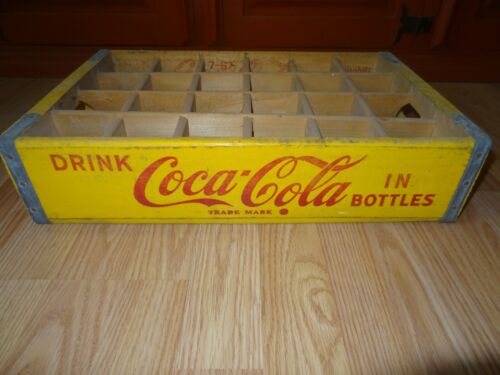 DRINK Coca-Cola IN BOTTLES
TRADE MARK